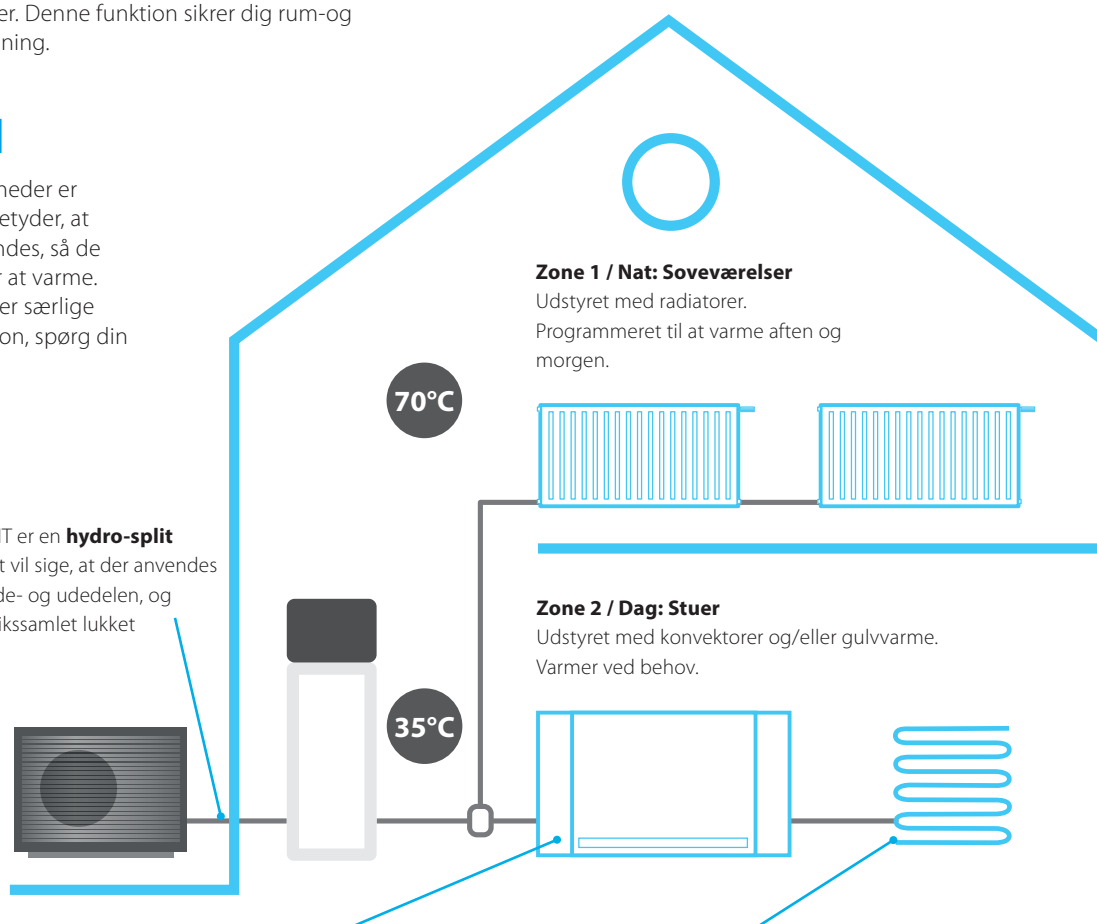 er. Denne funktion sikrer dig rum-og
ning.
neder er
etyder, at
ndes, så de
r at varme.
er særlige
on, spørg din
Zone 1 / Nat: Soveværelser
Udstyret med radiatorer.
Programmeret til at varme aften og
morgen.
70°C
IT er en hydro-split
t vil sige, at der anvendes
de- og udedelen, og
ikssamlet lukket
Zone 2 / Dag: Stuer
Udstyret med konvektorer og/eller gulvvarme.
Varmer ved behov.
35°C